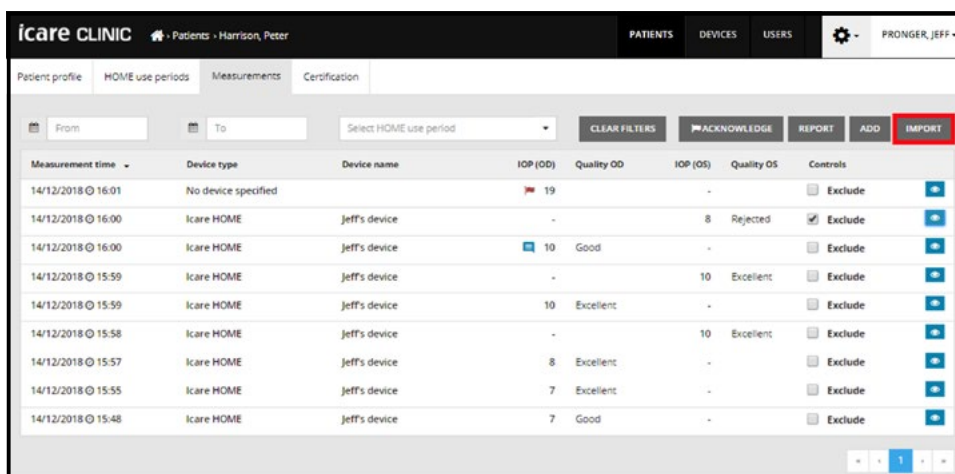 icare CLINIC Patients › Harrison, Peter PATIENTS DEVICES USERS PRONGER, JEFF
Patient profile HOME use periods Measurements Certification
From To Select HOME use period CLEAR FILTERS ACKNOWLEDGE REPORT ADD IMPORT
Measurement time Device type Device name IOP (OD) Quality OD IOP (OS) Quality OS Controls
14/12/2018 16:01 No device specified 19 - Exclude
14/12/2018 16:00 Icare HOME Jeff's device - 8 Rejected Exclude
14/12/2018 16:00 Icare HOME Jeff's device 10 Good - Exclude
14/12/2018 15:59 Icare HOME Jeff's device - 10 Excellent Exclude
14/12/2018 15:59 Icare HOME Jeff's device 10 Excellent - Exclude
14/12/2018 15:58 Icare HOME Jeff's device - 10 Excellent Exclude
14/12/2018 15:57 Icare HOME Jeff's device 8 Excellent - Exclude
14/12/2018 15:55 Icare HOME Jeff's device 7 Excellent - Exclude
14/12/2018 15:48 Icare HOME Jeff's device 7 Good - Exclude
« ‹ 1 › »